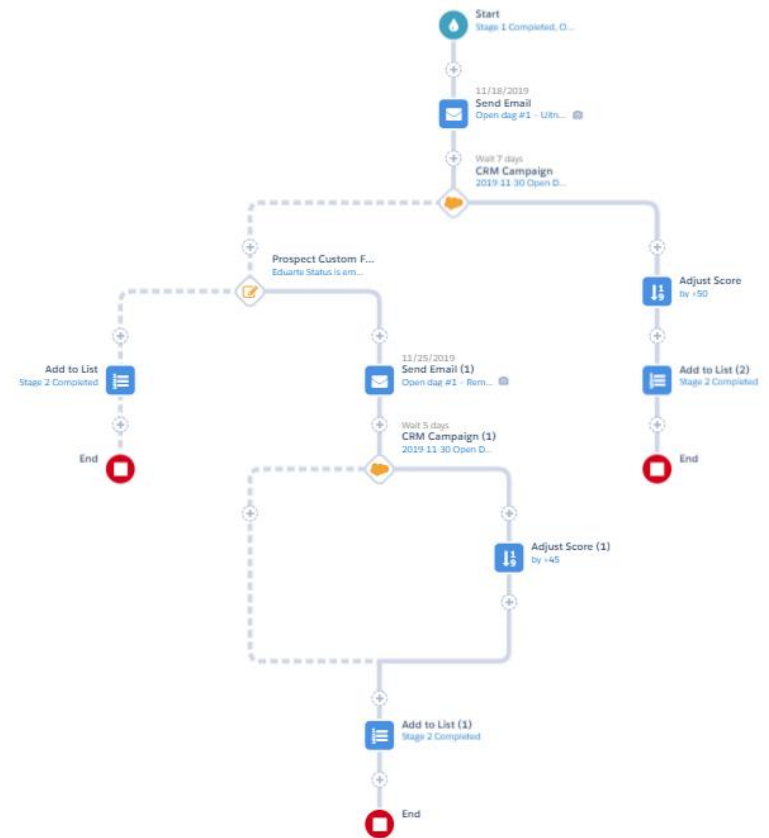 Start
Stage 1 Completed, O...
11/18/2019
Send Email
Open dag #1 - Uitn...
Wait 7 days
CRM Campaign
2019-11-30 Open D...
Prospect Custom F...
Eduarte Status is em...
Adjust Score
by +50
11/25/2019
Add to List
Stage 2 Completed
Send Email (1)
Open dag #1 - Rem...
Add to List (2)
Stage 2 Completed
Wait 5 days
CRM Campaign (1)
2019-11-30 Open D...
End
End
Adjust Score (1)
by +45
Add to List (1)
Stage 2 Completed
End